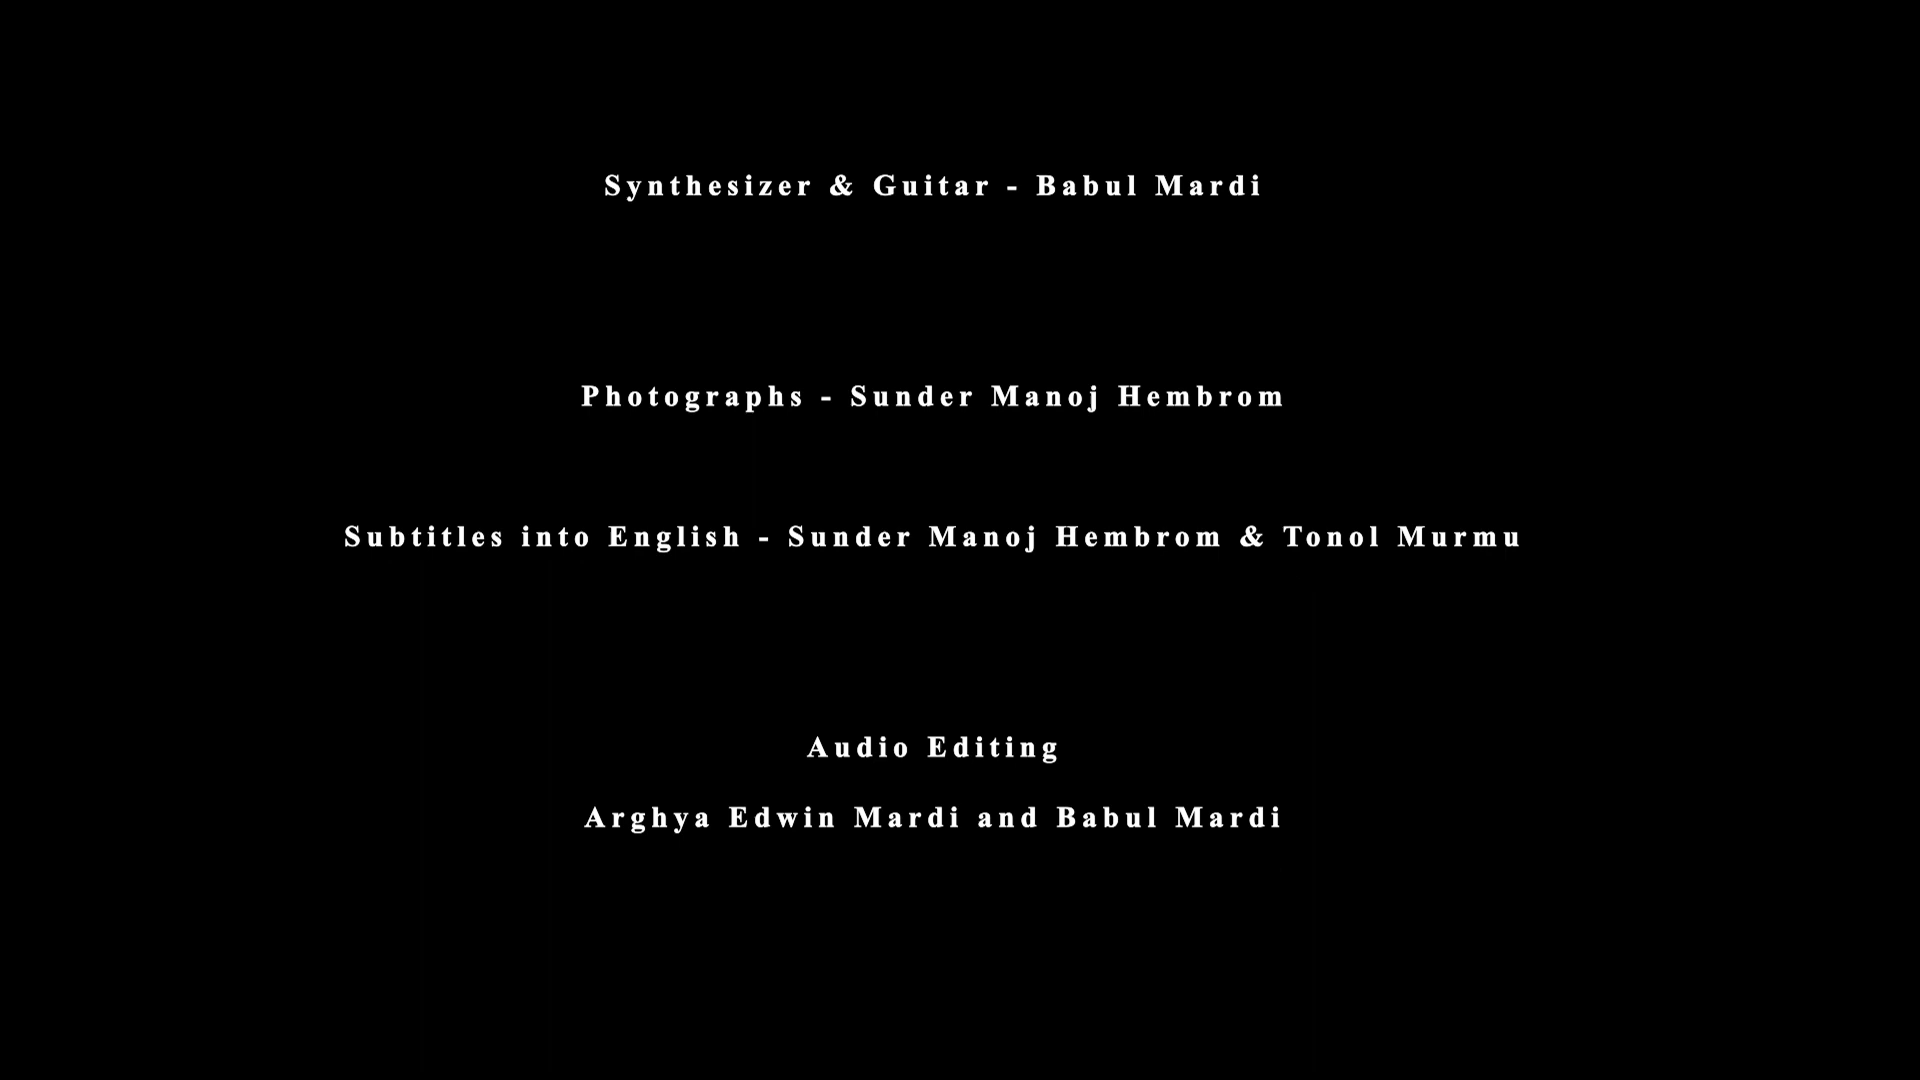 Synthesizer & Guitar - Babul Mardi
Photographs - Sunder Manoj Hembrom
Subtitles into English - Sunder Manoj Hembrom & Tonol Murmu
Audio Editing
Arghya Edwin Mardi and Babul Mardi